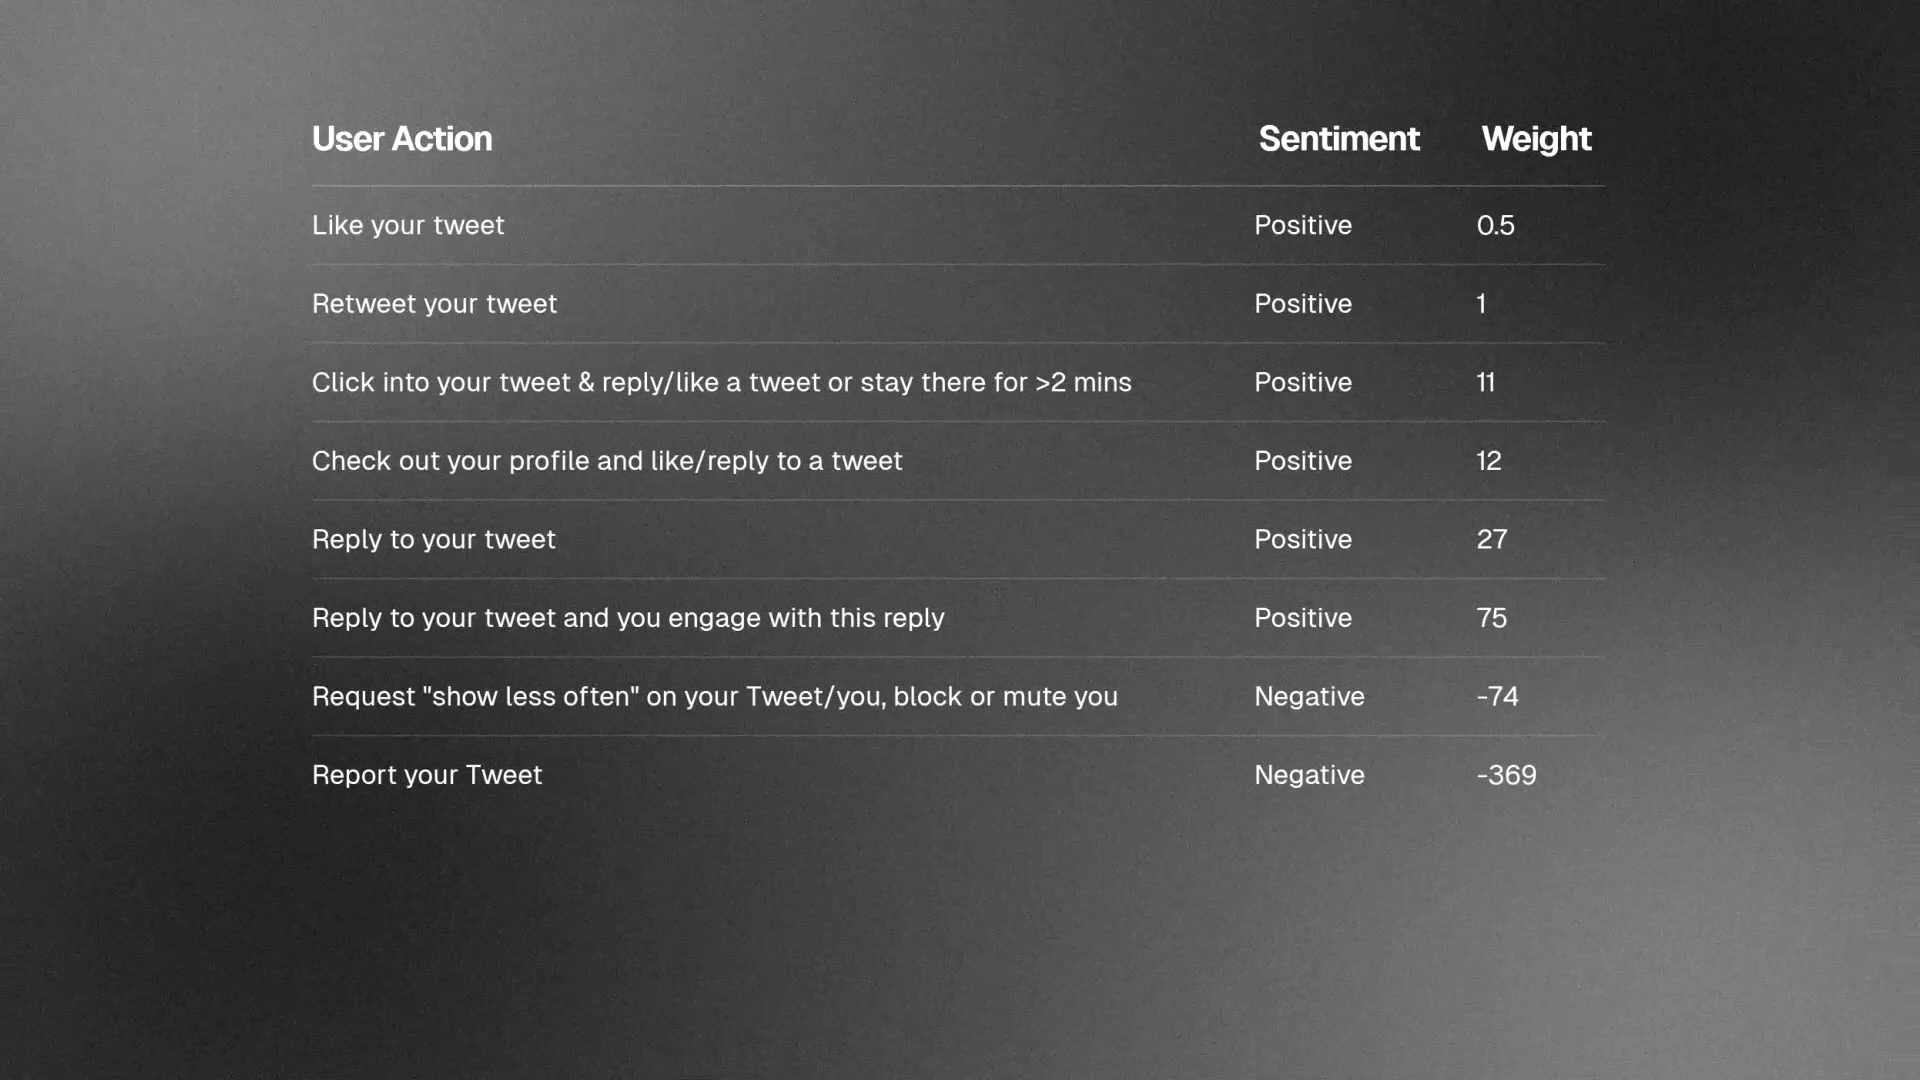 User Action Sentiment Weight
Like your tweet Positive 0.5
Retweet your tweet Positive 1
Click into your tweet & reply/like a tweet or stay there for >2 mins Positive 11
Check out your profile and like/reply to a tweet Positive 12
Reply to your tweet Positive 27
Reply to your tweet and you engage with this reply Positive 75
Request "show less often" on your Tweet/you, block or mute you Negative -74
Report your Tweet Negative -369